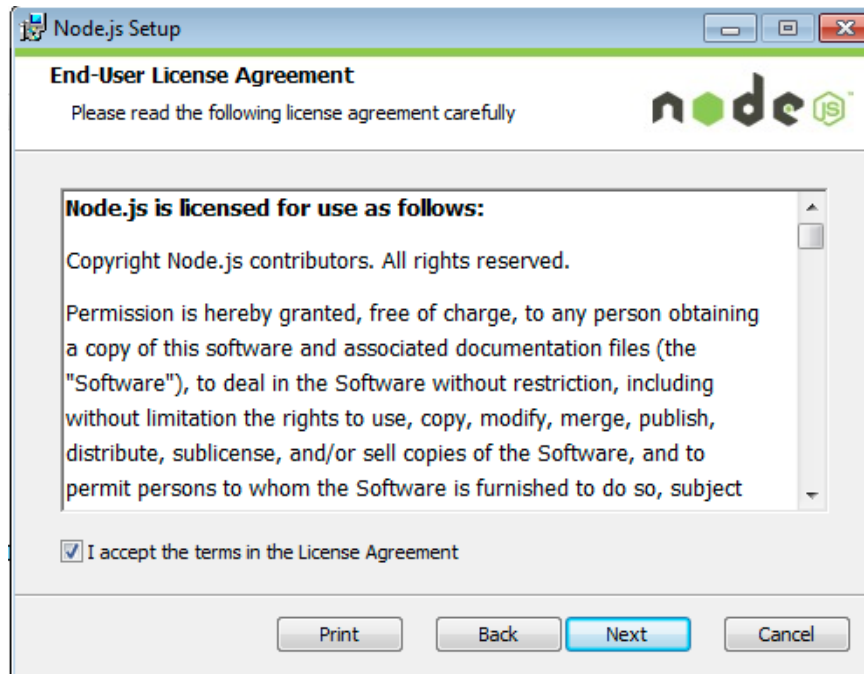 Node.js Setup
End-User License Agreement
Please read the following license agreement carefully
node JS ™
Node.js is licensed for use as follows:
Copyright Node.js contributors. All rights reserved.
Permission is hereby granted, free of charge, to any person obtaining
a copy of this software and associated documentation files (the
"Software"), to deal in the Software without restriction, including
without limitation the rights to use, copy, modify, merge, publish,
distribute, sublicense, and/or sell copies of the Software, and to
permit persons to whom the Software is furnished to do so, subject
I accept the terms in the License Agreement
Print Back Next Cancel